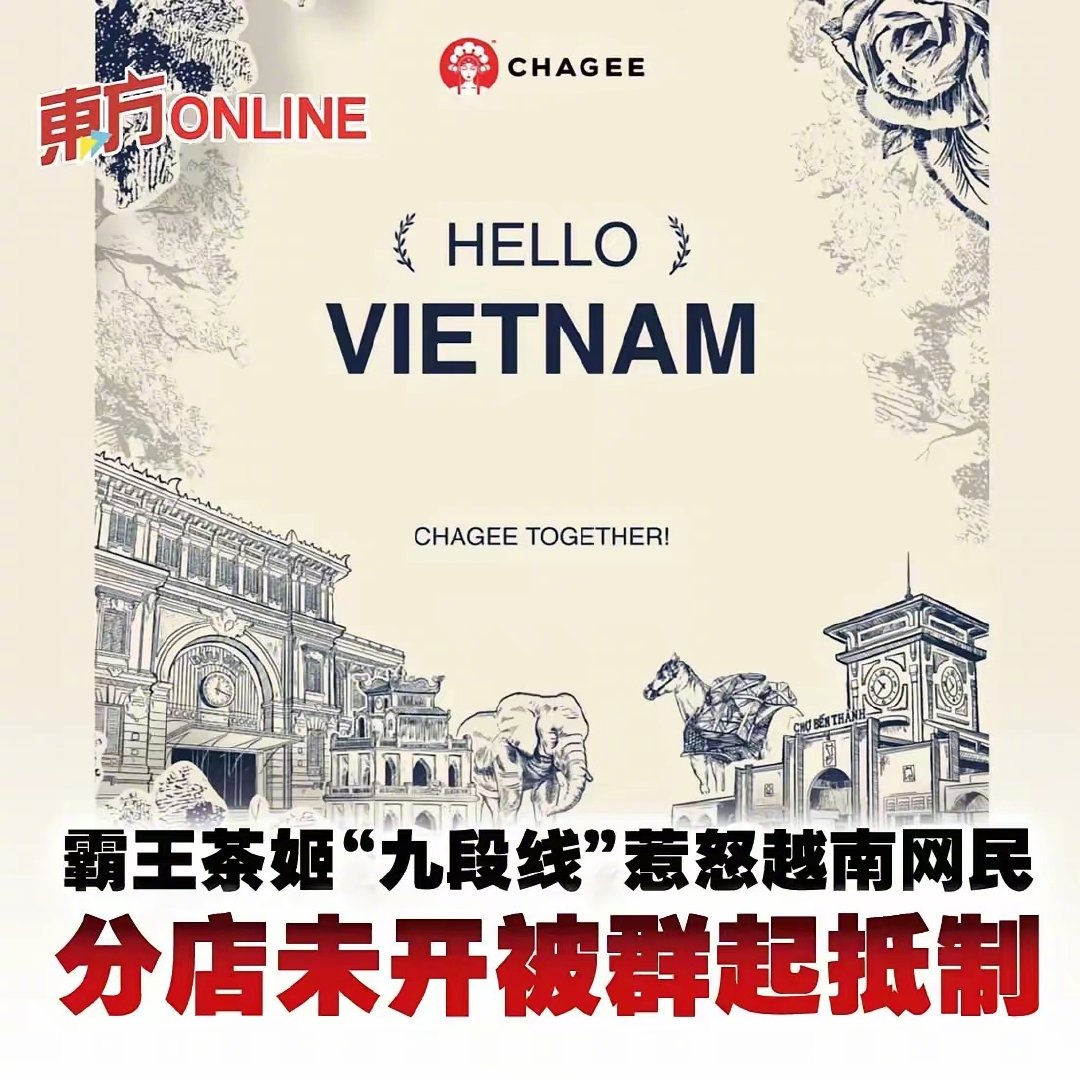 CHAGEE
東方ONLINE
HELLO
VIETNAM
CHAGEE TOGETHER!
CHỢ BẾN THÀNH
霸王茶姬“九段线”惹怒越南网民
分店未开被群起抵制